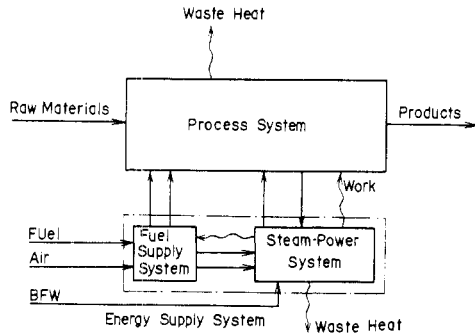 Waste Heat
Raw Materials
Process System
Products
Work
FUel
Air
BFW
Fuel
Supply
System
Steam-Power
System
Energy Supply System
Waste Heat